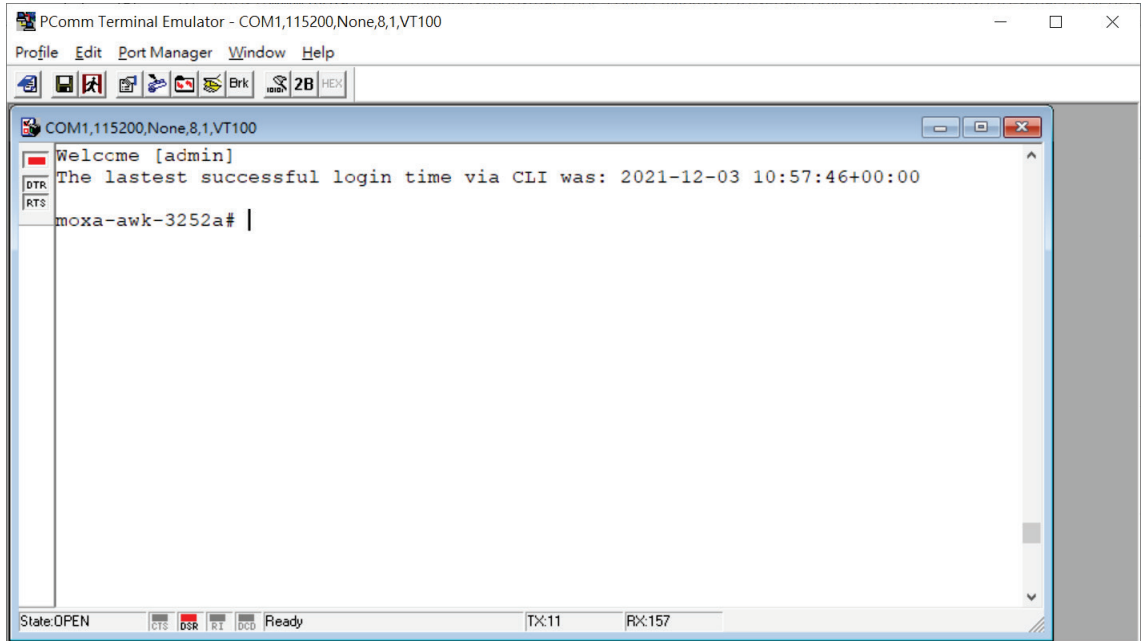 PComm Terminal Emulator - COM1,115200,None,8,1,VT100
Profile Edit Port Manager Window Help
Brk 2B HEX
COM1,115200,None,8,1,VT100
Welccme [admin]
DTR
The lastest successful login time via CLI was: 2021-12-03 10:57:46+00:00
RTS
moxa-awk-3252a#
State:OPEN CTS DSR RI DCD Ready TX:11 RX:157